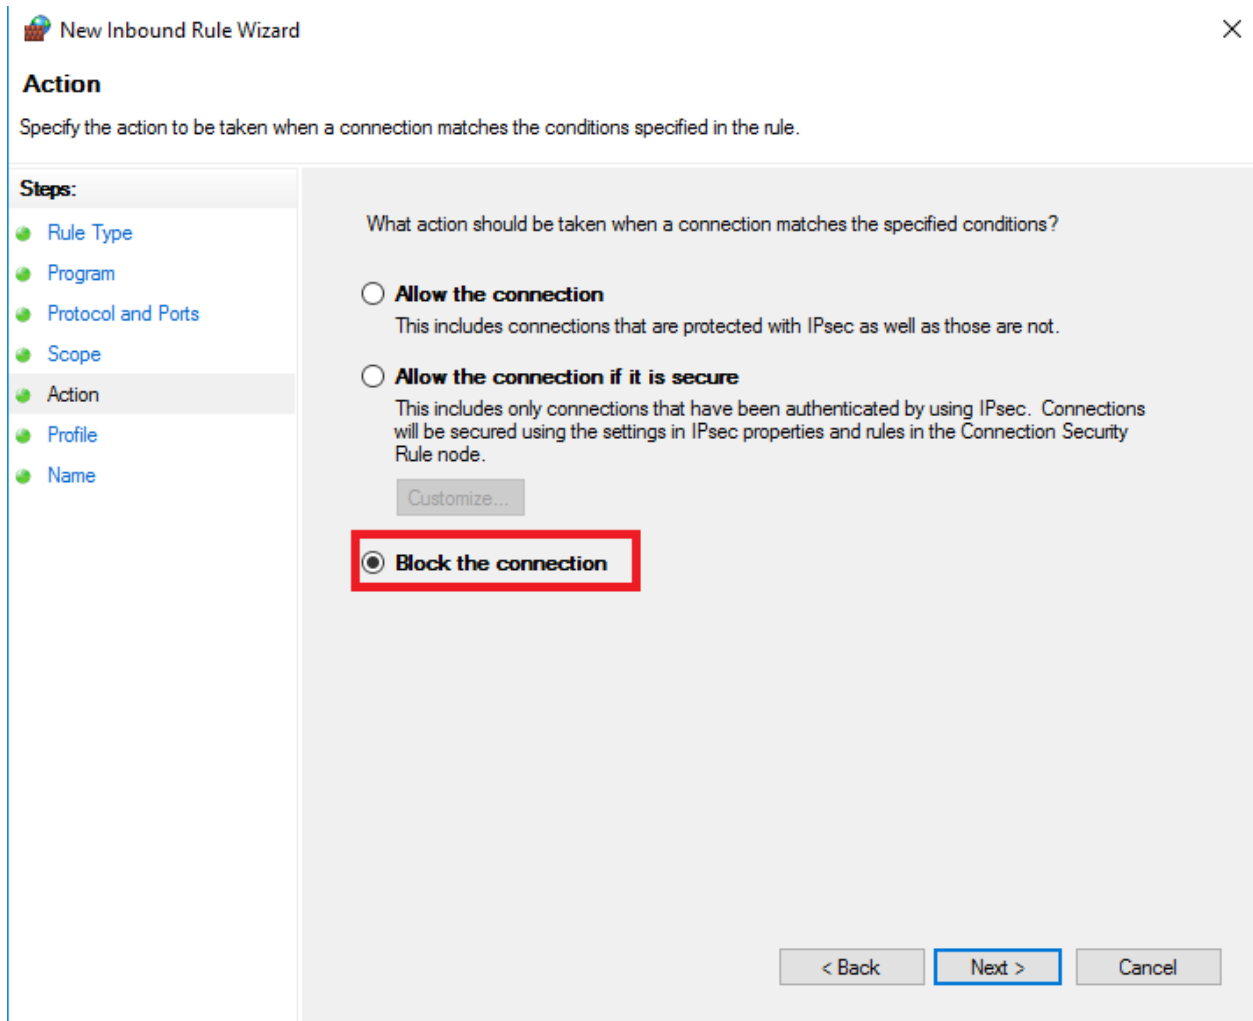 New Inbound Rule Wizard
Action
Specify the action to be taken when a connection matches the conditions specified in the rule.
Steps:
Rule Type
Program
Protocol and Ports
Scope
Action
Profile
Name
What action should be taken when a connection matches the specified conditions?
Allow the connection
This includes connections that are protected with IPsec as well as those are not.
Allow the connection if it is secure
This includes only connections that have been authenticated by using IPsec. Connections
will be secured using the settings in IPsec properties and rules in the Connection Security
Rule node.
Customize...
Block the connection
< Back
Next >
Cancel